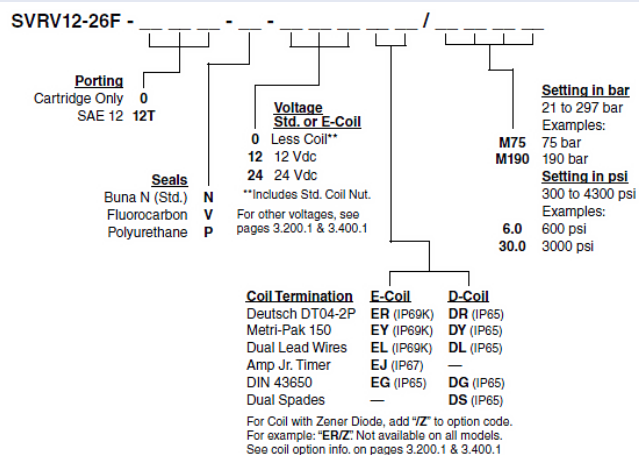 SVRV12-26F - _ _ _ - _ - _ _ _ _ _ / _ _ _ _
Porting
Cartridge Only 0
SAE 12 12T
Seals
Buna N (Std.) N
Fluorocarbon V
Polyurethane P
Voltage
Std. or E-Coil
0 Less Coil**
12 12 Vdc
24 24 Vdc
**Includes Std. Coil Nut.
For other voltages, see
pages 3.200.1 & 3.400.1
Setting in bar
21 to 297 bar
Examples:
M75 75 bar
M190 190 bar
Setting in psi
300 to 4300 psi
Examples:
6.0 600 psi
30.0 3000 psi
Coil Termination E-Coil D-Coil
Deutsch DT04-2P ER (IP69K) DR (IP65)
Metri-Pak 150 EY (IP69K) DY (IP65)
Dual Lead Wires EL (IP69K) DL (IP65)
Amp Jr. Timer EJ (IP67) —
DIN 43650 EG (IP65) DG (IP65)
Dual Spades — DS (IP65)
For Coil with Zener Diode, add "/Z" to option code.
For example: "ER/Z". Not available on all models.
See coil option info. on pages 3.200.1 & 3.400.1